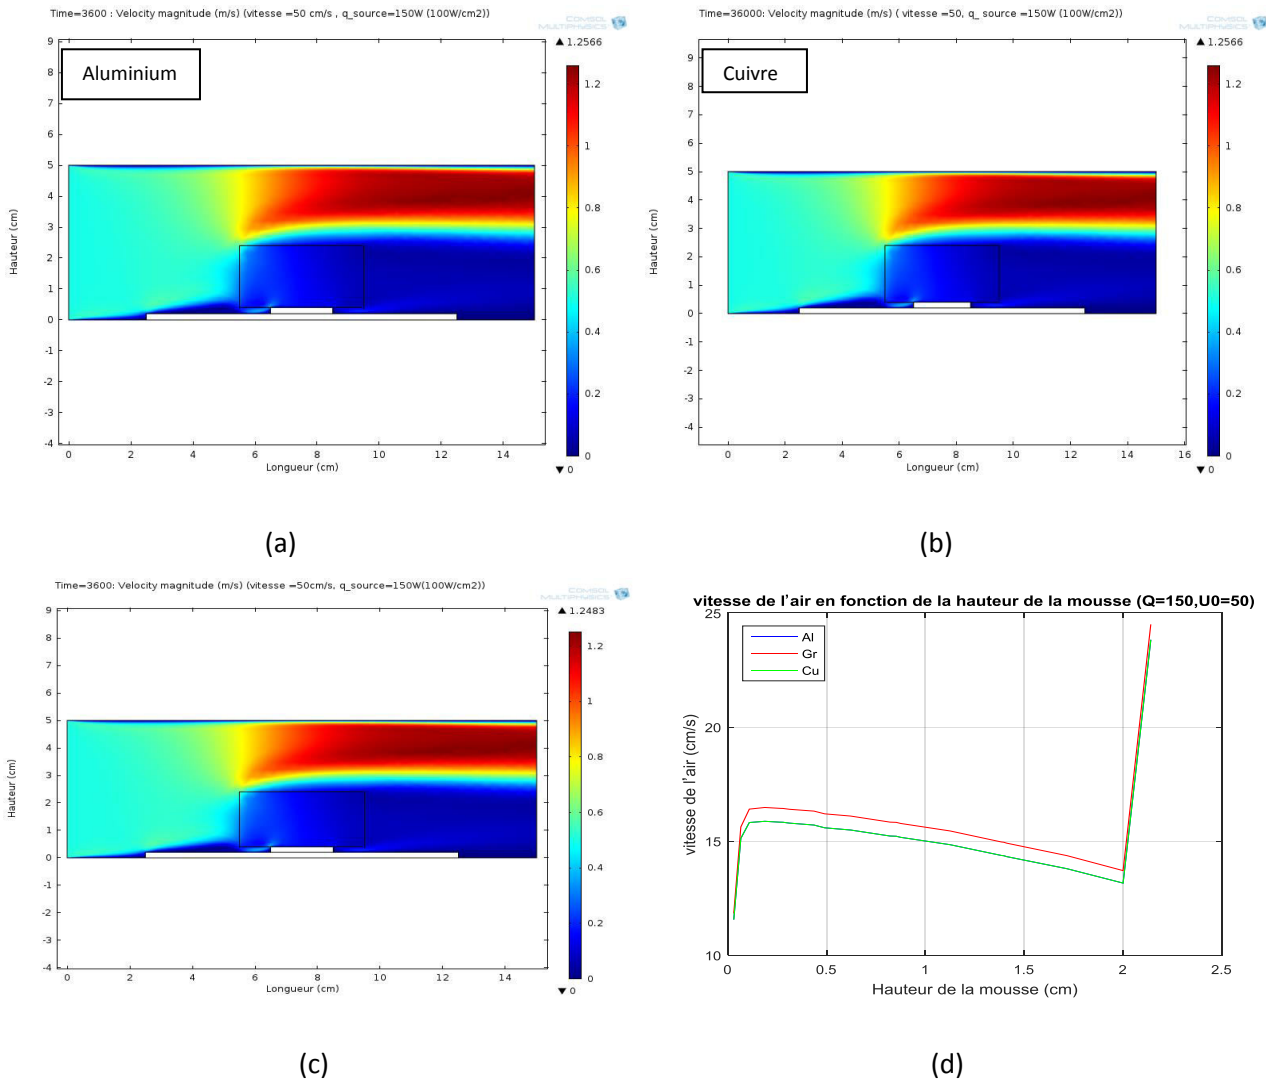 Time=3600 : Velocity magnitude (m/s) (vitesse =50 cm/s , q_source=150W (100W/cm2))
COMSOL
MULTIPHYSICS
▲ 1.2566
Aluminium
9
8
7
6
5
4
3
2
1
0
-1
-2
-3
-4
Hauteur (cm)
0 2 4 6 8 10 12 14
Longueur (cm)
1.2
1
0.8
0.6
0.4
0.2
0
▼ 0
(a)
Time=36000: Velocity magnitude (m/s) ( vitesse =50, q_ source =150W (100W/cm2))
COMSOL
MULTIPHYSICS
▲ 1.2566
Cuivre
9
8
7
6
5
4
3
2
1
0
-1
-2
-3
-4
Hauteur (cm)
0 2 4 6 8 10 12 14 16
Longueur (cm)
1.2
1
0.8
0.6
0.4
0.2
0
▼ 0
(b)
Time=3600: Velocity magnitude (m/s) (vitesse =50cm/s, q_source=150W(100W/cm2))
COMSOL
MULTIPHYSICS
▲ 1.2483
9
8
7
6
5
4
3
2
1
0
-1
-2
-3
-4
Hauteur (cm)
0 2 4 6 8 10 12 14
Longueur (cm)
1.2
1
0.8
0.6
0.4
0.2
0
▼ 0
(c)
vitesse de l'air en fonction de la hauteur de la mousse (Q=150,U0=50)
Al
Gr
Cu
25
20
15
10
vitesse de l'air (cm/s)
0 0.5 1 1.5 2 2.5
Hauteur de la mousse (cm)
(d)